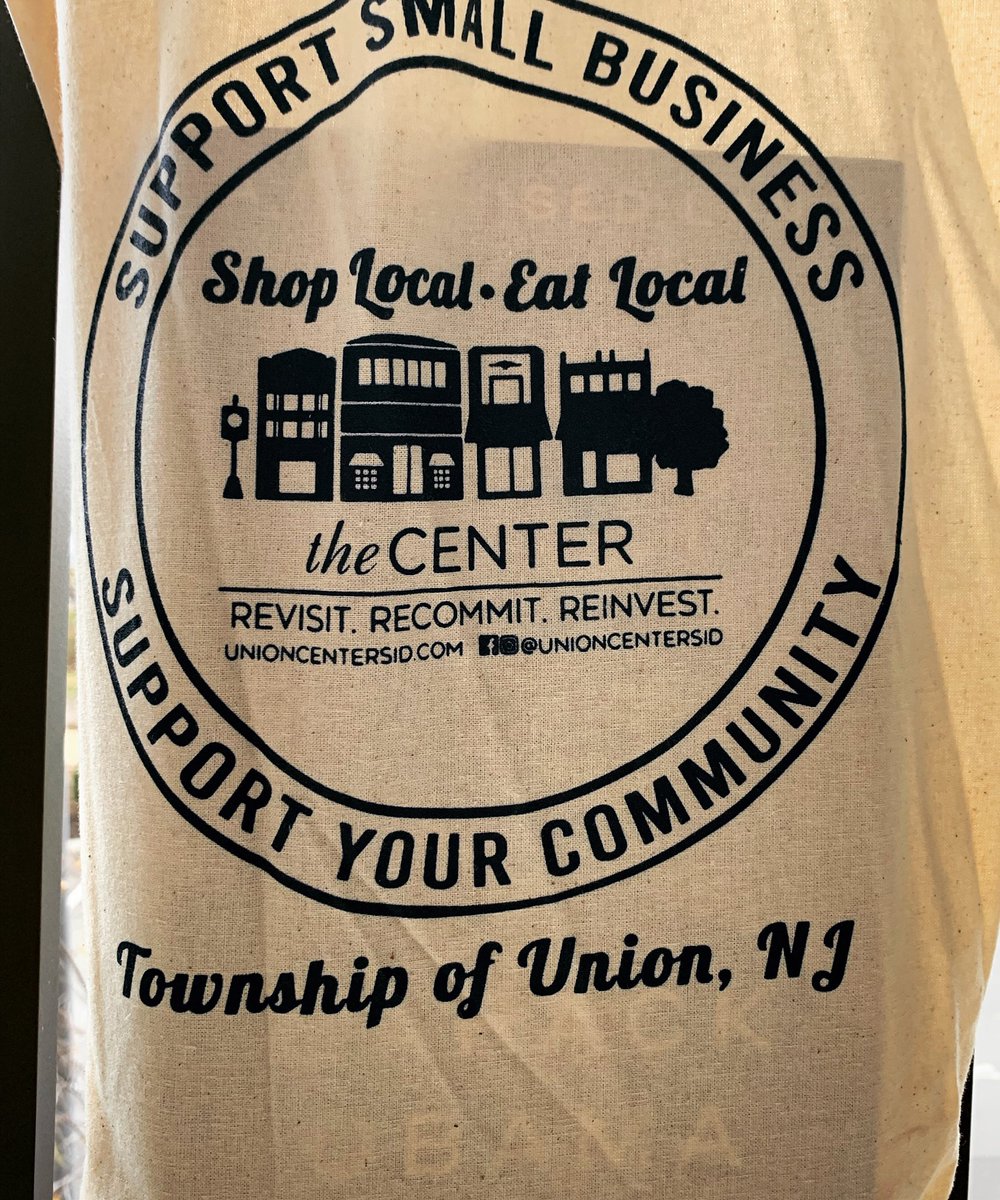 SUPPORT SMALL BUSINESS
Shop Local • Eat Local
the CENTER
REVISIT. RECOMMIT. REINVEST.
UNIONCENTERSID.COM @UNIONCENTERSID
SUPPORT YOUR COMMUNITY
Township of Union, NJ